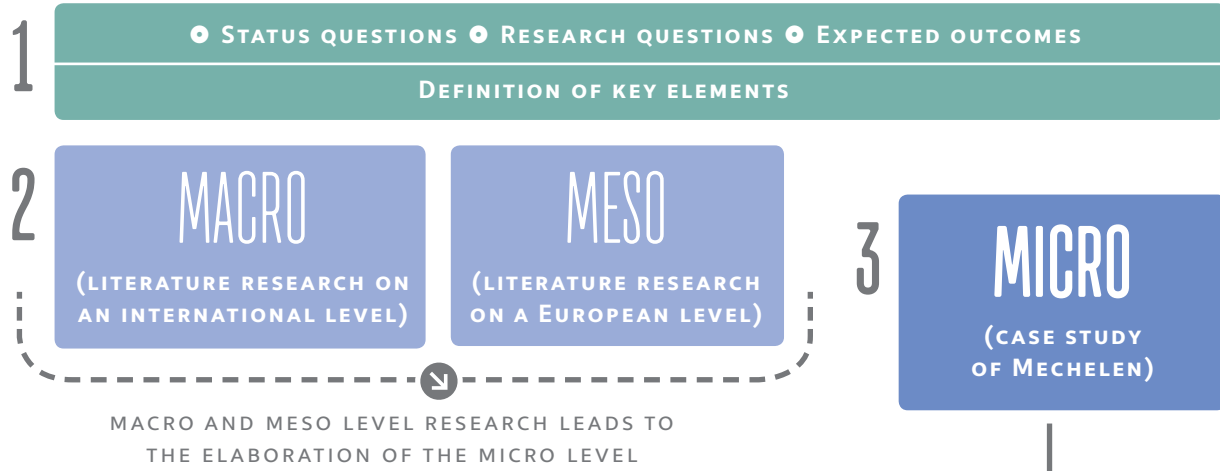 1
Status questions Research questions Expected outcomes
Definition of key elements
2
MACRO
(literature research on
an international level)
MESO
(literature research
on a European level)
3
MICRO
(case study
of Mechelen)
macro and meso level research leads to
the elaboration of the micro level